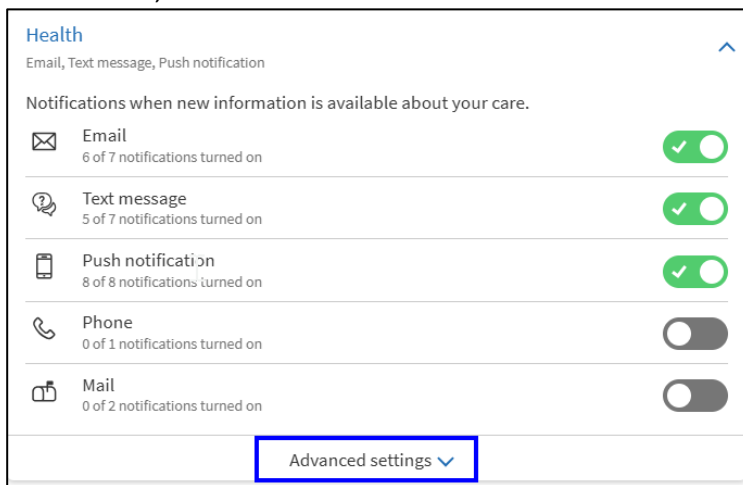 Health
Email, Text message, Push notification
Notifications when new information is available about your care.
Email
6 of 7 notifications turned on
Text message
5 of 7 notifications turned on
Push notification
8 of 8 notifications turned on
Phone
0 of 1 notifications turned on
Mail
0 of 2 notifications turned on
Advanced settings